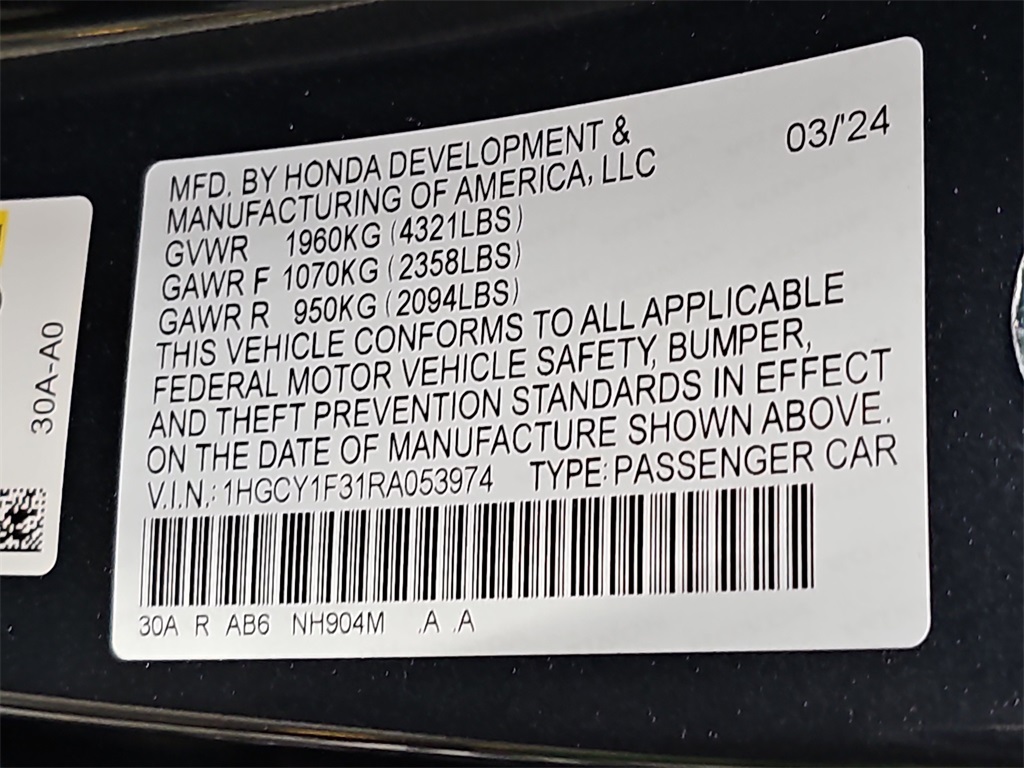 MFD. BY HONDA DEVELOPMENT &
MANUFACTURING OF AMERICA, LLC
03/'24
GVWR 1960KG (4321LBS)
GAWR F 1070KG (2358LBS)
GAWR R 950KG (2094LBS)
THIS VEHICLE CONFORMS TO ALL APPLICABLE
FEDERAL MOTOR VEHICLE SAFETY, BUMPER,
AND THEFT PREVENTION STANDARDS IN EFFECT
ON THE DATE OF MANUFACTURE SHOWN ABOVE.
V.I.N.: 1HGCY1F31RA053974 TYPE: PASSENGER CAR
30A R AB6 NH904M .A .A
30A-A0